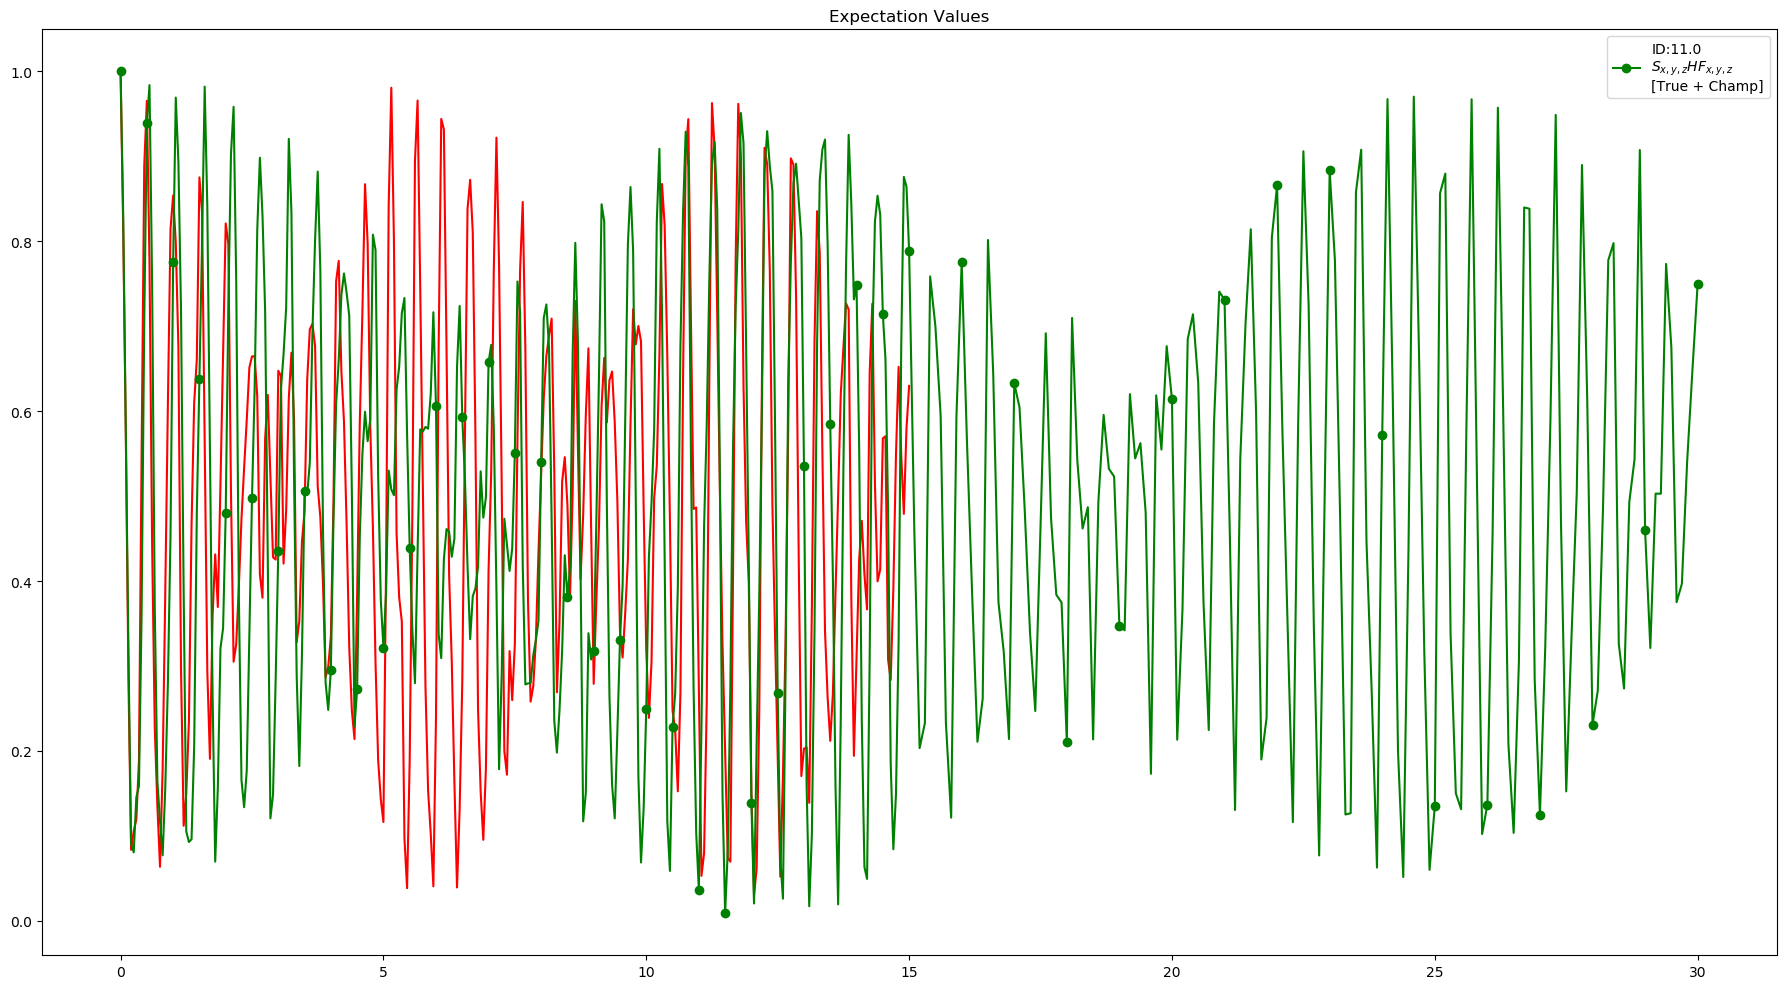 Expectation Values
ID:11.0
S_{x,y,z}HF_{x,y,z}
[True + Champ]
1.0
0.8
0.6
0.4
0.2
0.0
0 5 10 15 20 25 30